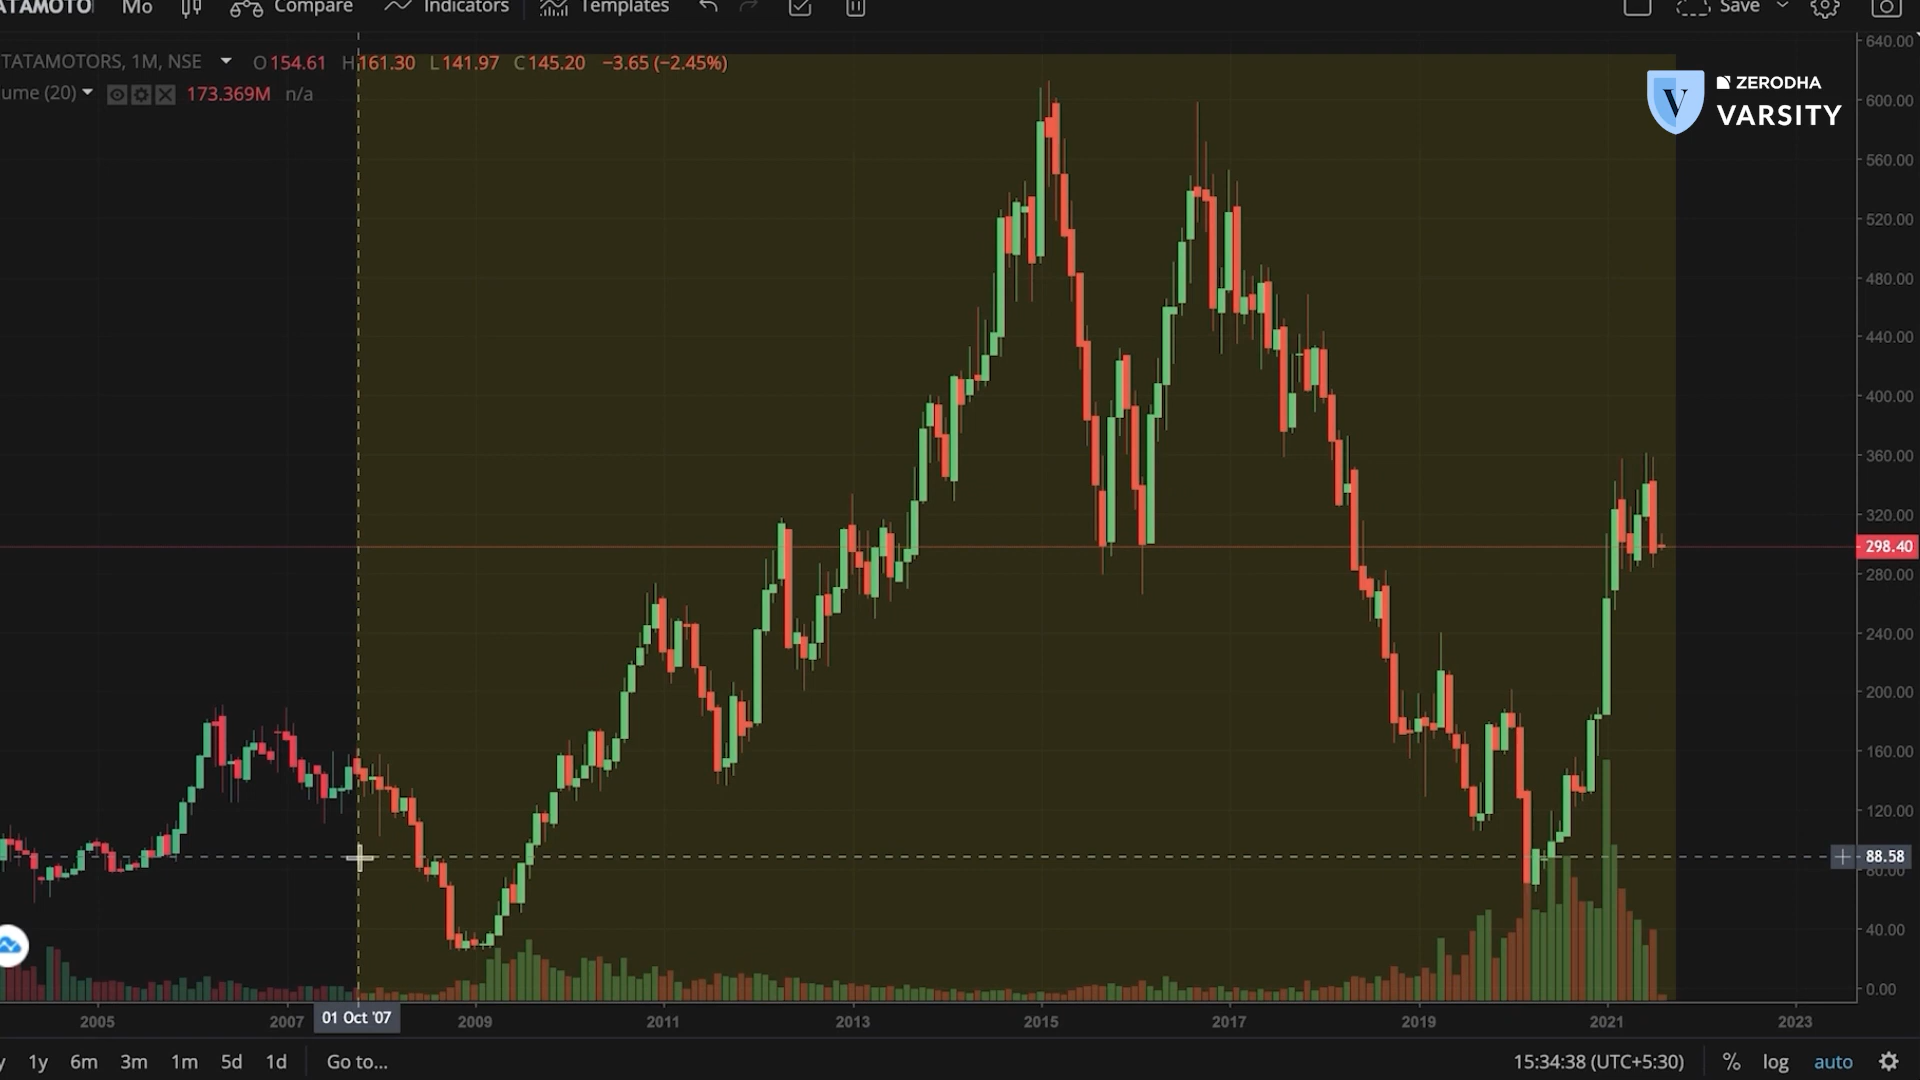 ATAMOTO Mo Compare Indicators Templates Save
TATAMOTORS, 1M, NSE O154.61 H161.30 L141.97 C145.20 −3.65 (−2.45%)
ume (20) 173.369M n/a
ZERODHA
VARSITY
V
640.00
600.00
560.00
520.00
480.00
440.00
400.00
360.00
320.00
298.40
280.00
240.00
200.00
160.00
120.00
88.58
80.00
40.00
0.00
2005 2007 01 Oct '07 2009 2011 2013 2015 2017 2019 2021 2023
y 1y 6m 3m 1m 5d 1d Go to... 15:34:38 (UTC+5:30) % log auto